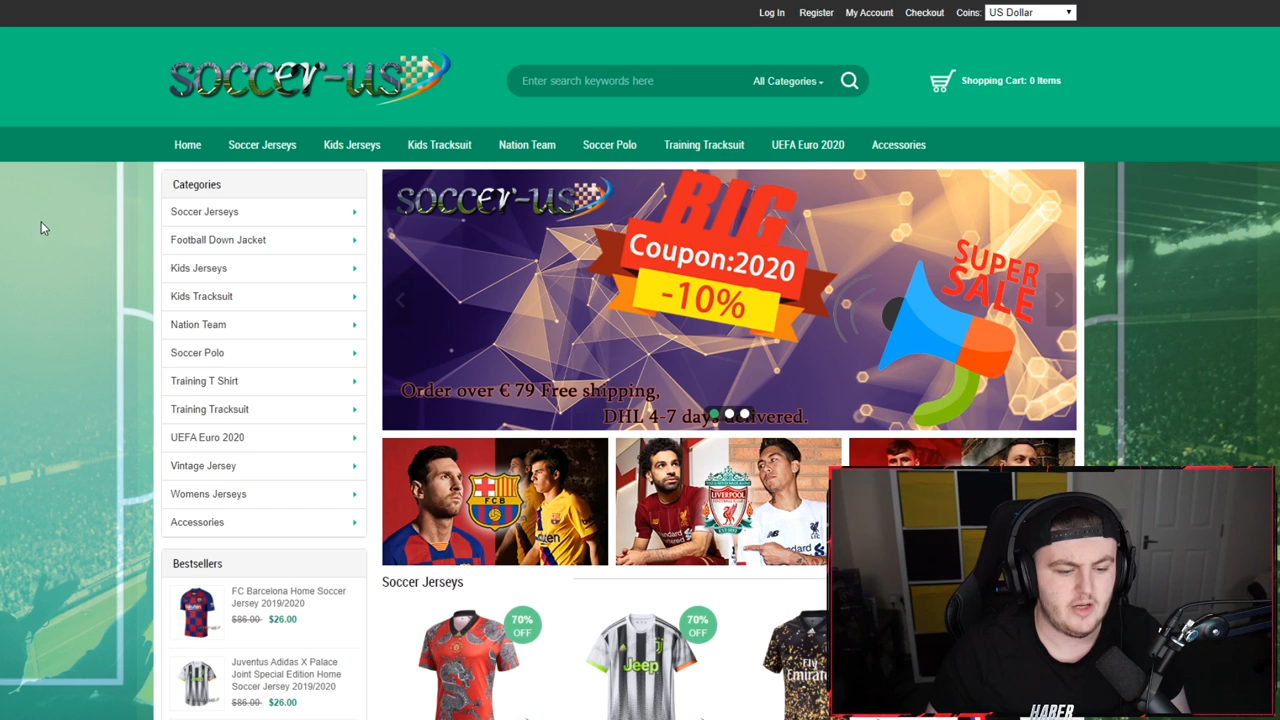 Log In Register My Account Checkout Coins: US Dollar
soccer-us
Enter search keywords here All Categories
Shopping Cart: 0 Items
Home Soccer Jerseys Kids Jerseys Kids Tracksuit Nation Team Soccer Polo Training Tracksuit UEFA Euro 2020 Accessories
Categories
Soccer Jerseys
Football Down Jacket
Kids Jerseys
Kids Tracksuit
Nation Team
Soccer Polo
Training T Shirt
Training Tracksuit
UEFA Euro 2020
Vintage Jersey
Womens Jerseys
Accessories
soccer-us
BIG
Coupon:2020
-10%
SUPER
SALE
Order over € 79 Free shipping,
DHL 4-7 days delivered.
FCB
LIVERPOOL
Bestsellers
FC Barcelona Home Soccer
Jersey 2019/2020
$86.00 $26.00
Juventus Adidas X Palace
Joint Special Edition Home
Soccer Jersey 2019/2020
$86.00 $26.00
Soccer Jerseys
70%
OFF
70%
OFF
Jeep
Fly
Emirates
HABER